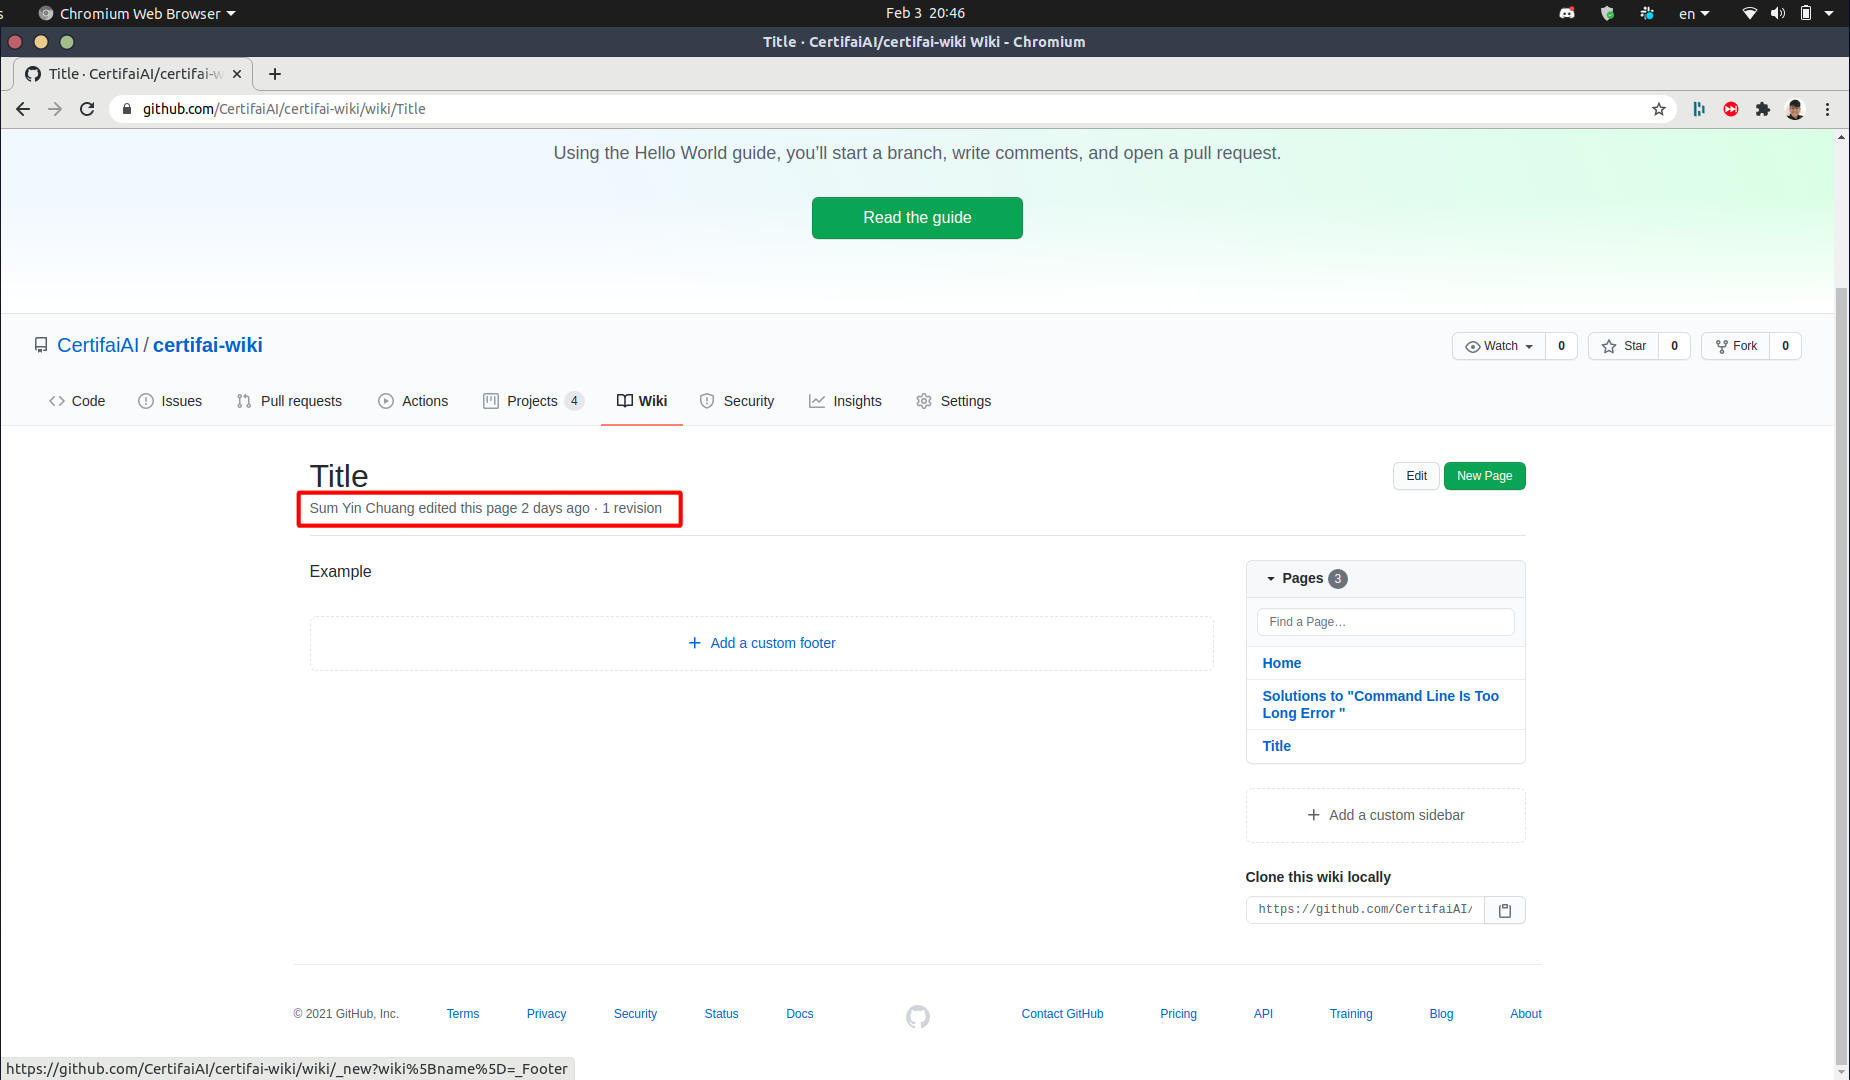 s
Chromium Web Browser
Feb 3 20:46
en
Title · CertifaiAI/certifai-wiki Wiki - Chromium
Title · CertifaiAI/certifai-w
github.com/CertifaiAI/certifai-wiki/wiki/Title
Using the Hello World guide, you’ll start a branch, write comments, and open a pull request.
Read the guide
CertifaiAI / certifai-wiki
Watch 0
Star 0
Fork 0
Code
Issues
Pull requests
Actions
Projects 4
Wiki
Security
Insights
Settings
Title
Edit
New Page
Sum Yin Chuang edited this page 2 days ago · 1 revision
Example
Add a custom footer
Pages 3
Find a Page…
Home
Solutions to "Command Line Is Too
Long Error "
Title
Add a custom sidebar
Clone this wiki locally
https://github.com/CertifaiAI/
© 2021 GitHub, Inc.
Terms
Privacy
Security
Status
Docs
Contact GitHub
Pricing
API
Training
Blog
About
https://github.com/CertifaiAI/certifai-wiki/wiki/_new?wiki%5Bname%5D=_Footer